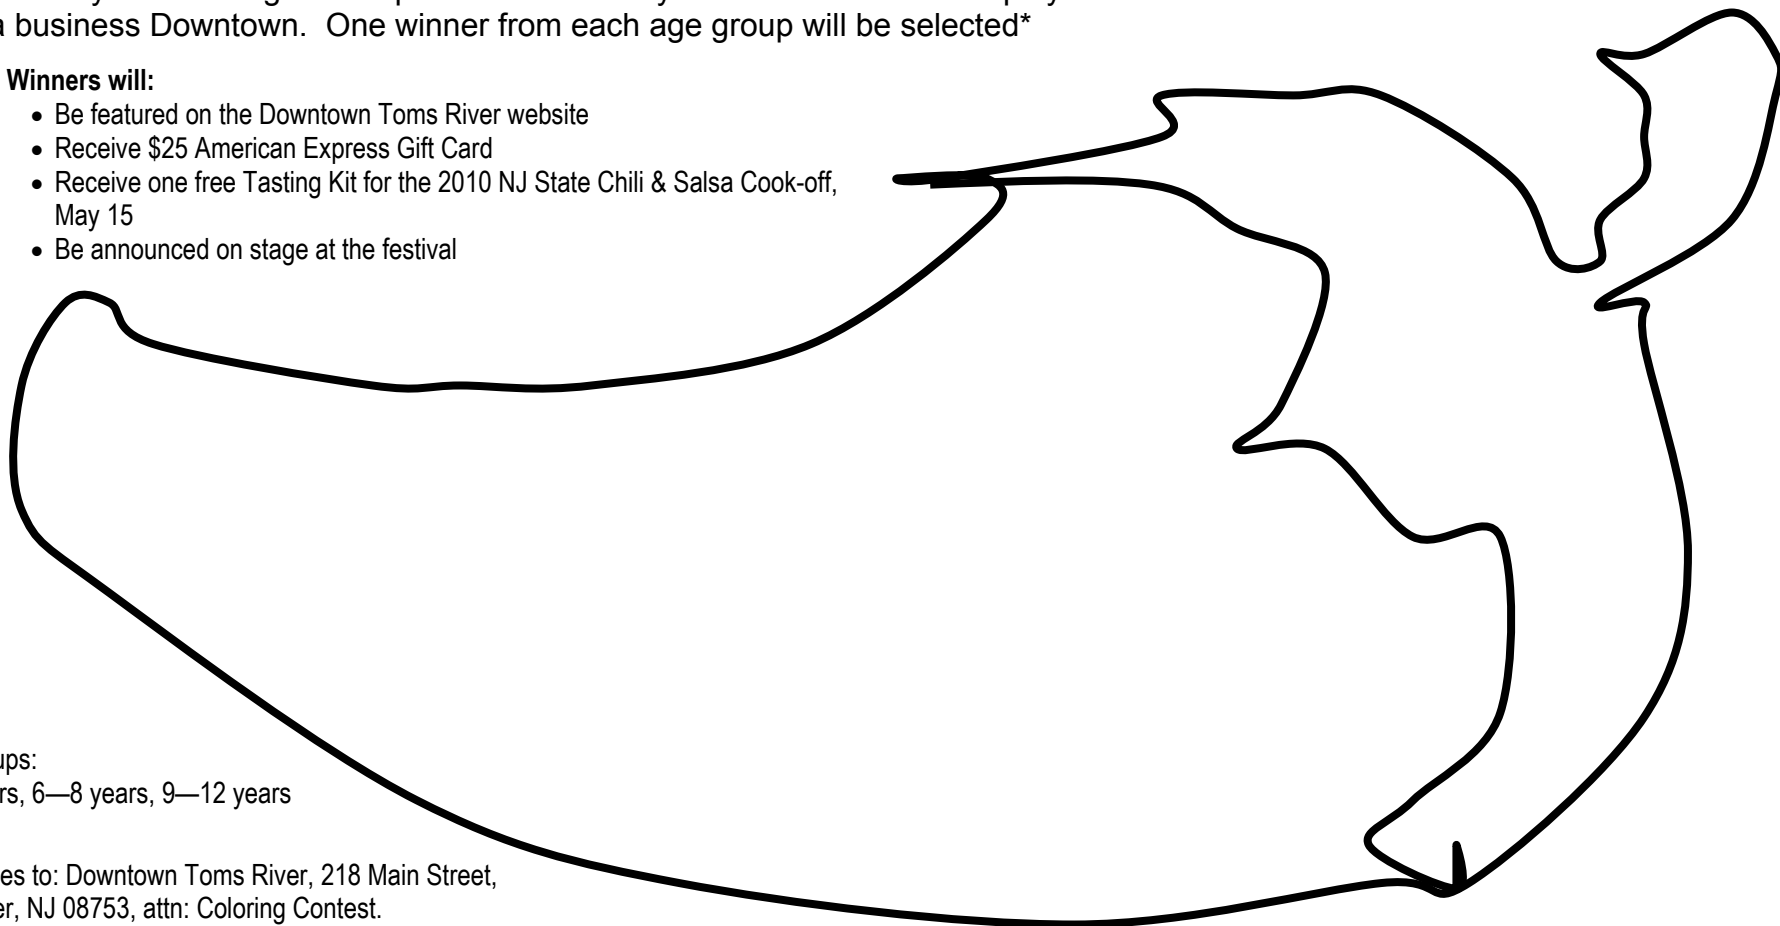 a business Downtown.  One winner from each age group will be selected*
Winners will:
• Be featured on the Downtown Toms River website
• Receive $25 American Express Gift Card
• Receive one free Tasting Kit for the 2010 NJ State Chili & Salsa Cook-off,
May 15
• Be announced on stage at the festival
ups:
rs, 6—8 years, 9—12 years
es to: Downtown Toms River, 218 Main Street,
er, NJ 08753, attn: Coloring Contest.